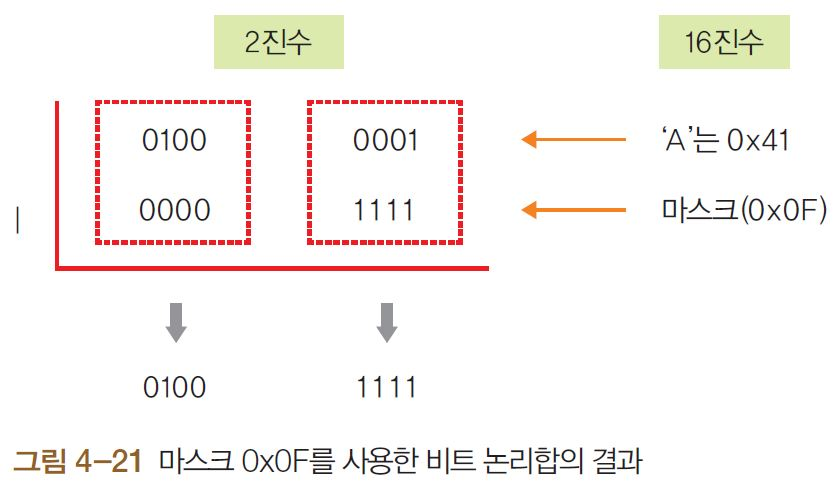 2진수 16진수
0100 0001 ‘A’는 0x41
| 0000 1111 마스크(0x0F)
0100 1111
그림 4-21 마스크 0x0F를 사용한 비트 논리합의 결과